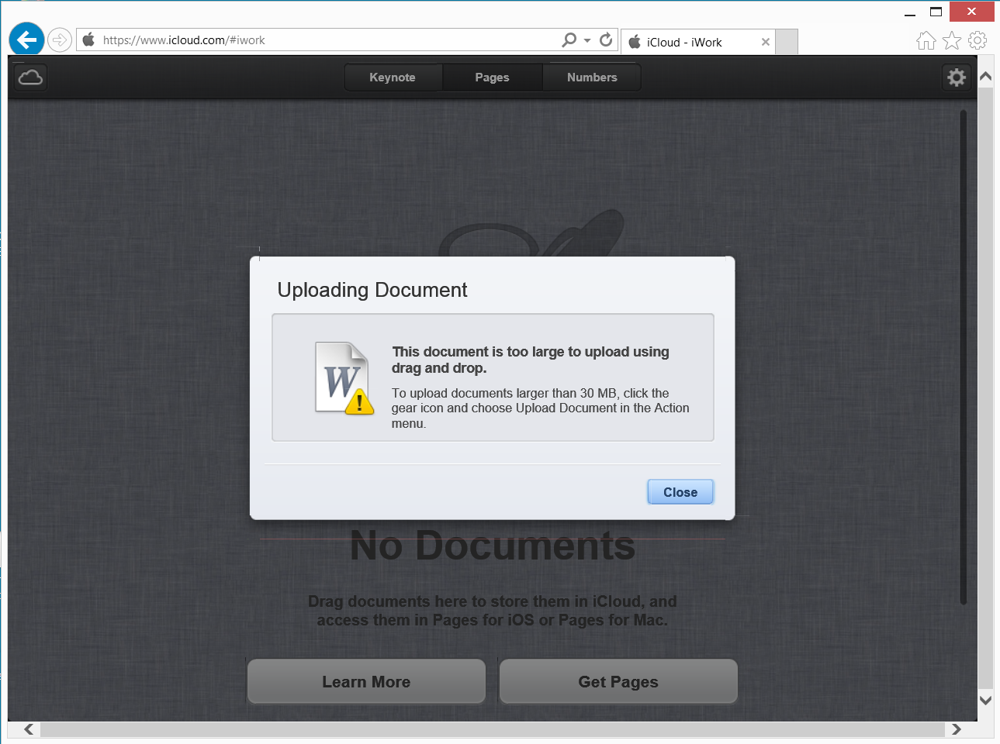 https://www.icloud.com/#iwork
iCloud - iWork
Keynote
Pages
Numbers
Uploading Document
W
This document is too large to upload using
drag and drop.
To upload documents larger than 30 MB, click the
gear icon and choose Upload Document in the Action
menu.
Close
No Documents
Drag documents here to store them in iCloud, and
access them in Pages for iOS or Pages for Mac.
Learn More
Get Pages